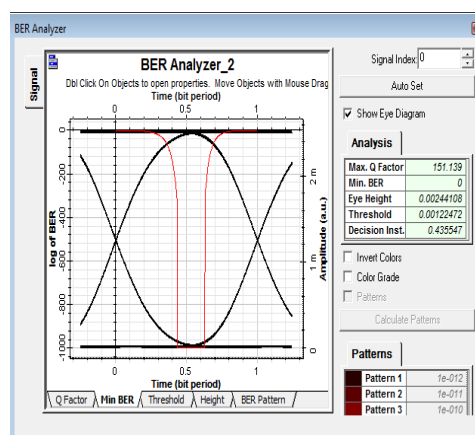 BER Analyzer
Signal
BER Analyzer_2
Dbl Click On Objects to open properties. Move Objects with Mouse Drag
Time (bit period)
0 0.5 1
log of BER
0
-200
-400
-600
-800
-1000
Amplitude (a.u.)
2 m
1 m
0
0 0.5 1
Time (bit period)
Q Factor Min BER Threshold Height BER Pattern
Signal Index: 0
Auto Set
Show Eye Diagram
Analysis
Max. Q Factor 151.139
Min. BER 0
Eye Height 0.00244108
Threshold 0.00122472
Decision Inst. 0.435547
Invert Colors
Color Grade
Patterns
Calculate Patterns
Patterns
Pattern 1 1e-012
Pattern 2 1e-011
Pattern 3 1e-010